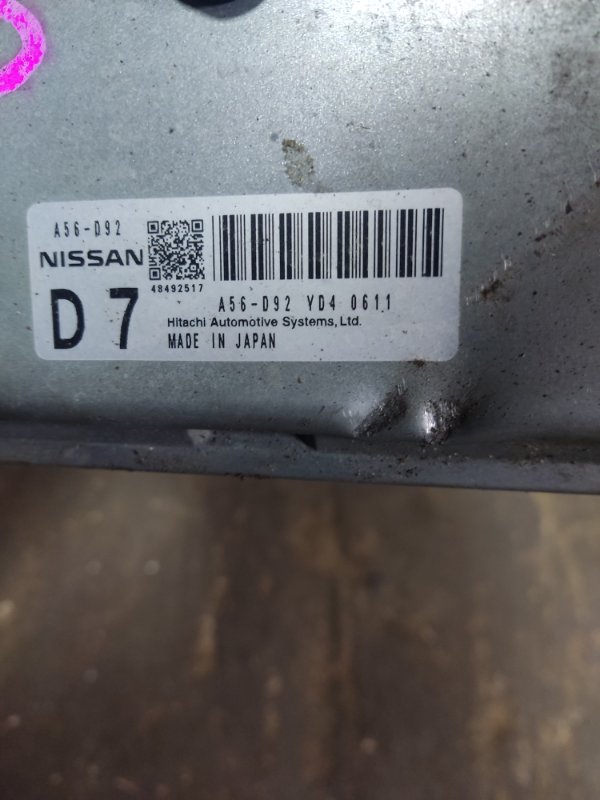 A56-D92
NISSAN
48492517
D 7
A56-D92 YD4 0611
Hitachi Automotive Systems, Ltd.
MADE IN JAPAN